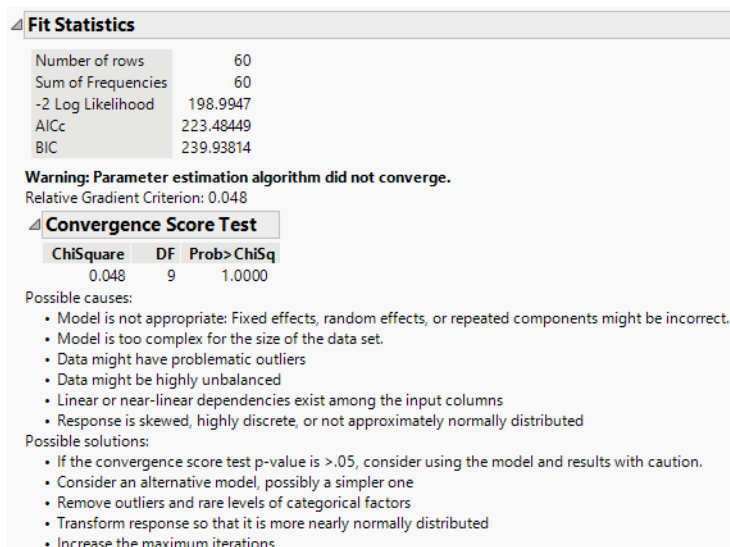 Fit Statistics
Number of rows 60
Sum of Frequencies 60
-2 Log Likelihood 198.9947
AICc 223.48449
BIC 239.93814
Warning: Parameter estimation algorithm did not converge.
Relative Gradient Criterion: 0.048
Convergence Score Test
ChiSquare DF Prob>ChiSq
0.048 9 1.0000
Possible causes:
• Model is not appropriate: Fixed effects, random effects, or repeated components might be incorrect.
• Model is too complex for the size of the data set.
• Data might have problematic outliers
• Data might be highly unbalanced
• Linear or near-linear dependencies exist among the input columns
• Response is skewed, highly discrete, or not approximately normally distributed
Possible solutions:
• If the convergence score test p-value is >.05, consider using the model and results with caution.
• Consider an alternative model, possibly a simpler one
• Remove outliers and rare levels of categorical factors
• Transform response so that it is more nearly normally distributed
• Increase the maximum iterations